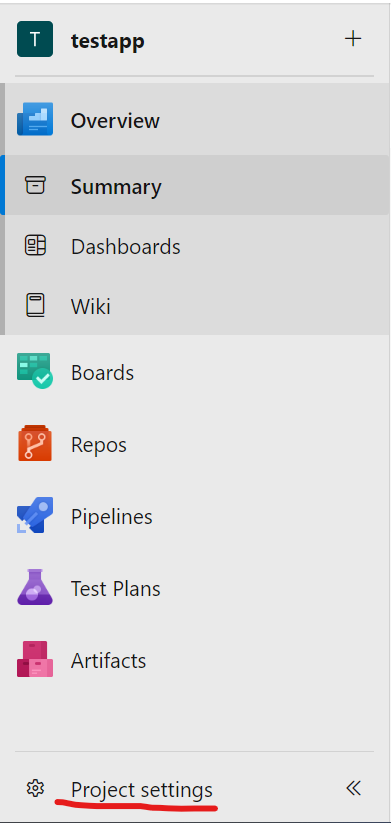 T testapp +
Overview
Summary
Dashboards
Wiki
Boards
Repos
Pipelines
Test Plans
Artifacts
Project settings